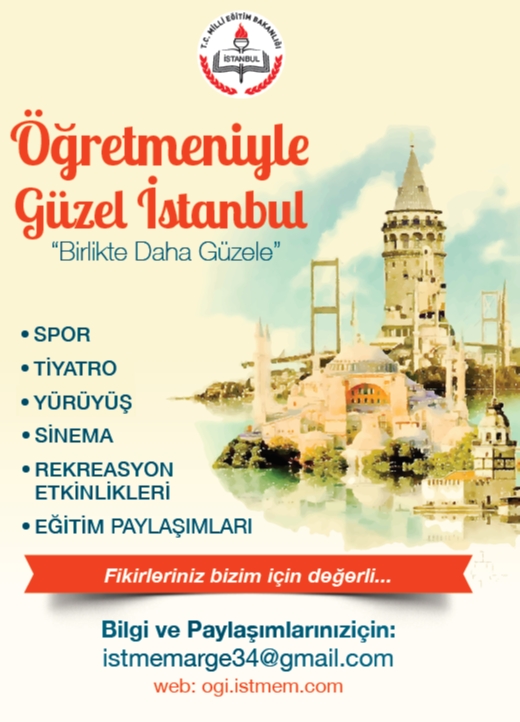 T.C. MİLLİ EĞİTİM BAKANLIĞI
İSTANBUL
Öğretmeniyle
Güzel İstanbul
“Birlikte Daha Güzele”
• SPOR
• TİYATRO
• YÜRÜYÜŞ
• SİNEMA
• REKREASYON
ETKİNLİKLERİ
• EĞİTİM PAYLAŞIMLARI
Fikirleriniz bizim için değerli...
Bilgi ve Paylaşımlarınıziçin:
istmemarge34@gmail.com
web: ogi.istmem.com